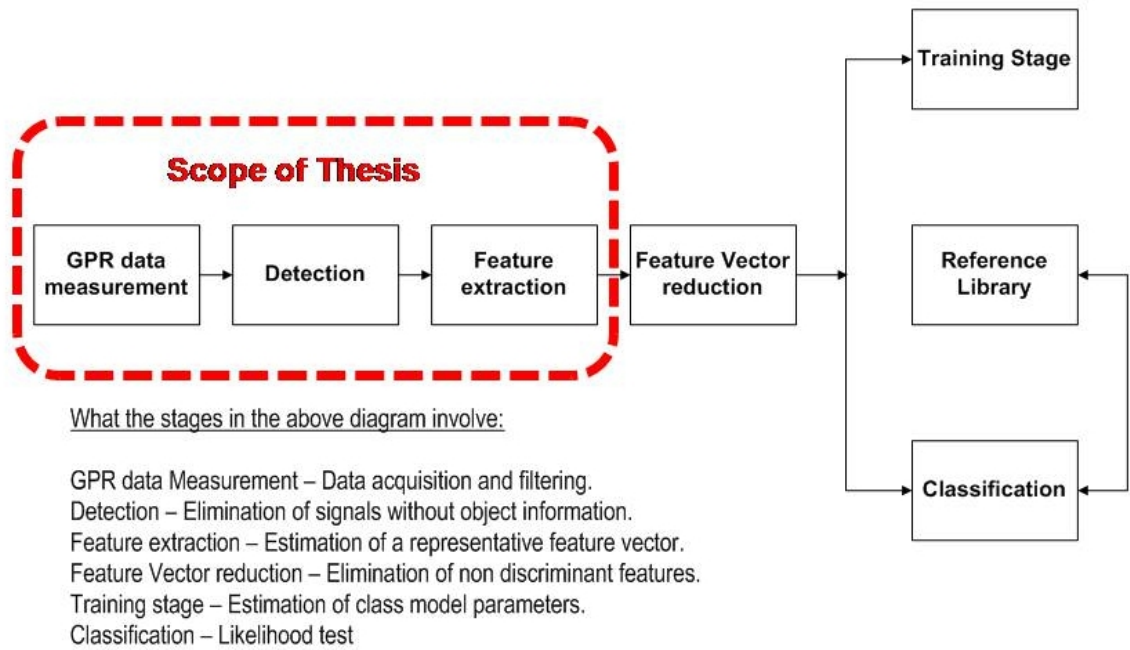 Training Stage
Scope of Thesis
GPR data
measurement
Detection
Feature
extraction
Feature Vector
reduction
Reference
Library
Classification
What the stages in the above diagram involve:
GPR data Measurement – Data acquisition and filtering.
Detection – Elimination of signals without object information.
Feature extraction – Estimation of a representative feature vector.
Feature Vector reduction – Elimination of non discriminant features.
Training stage – Estimation of class model parameters.
Classification – Likelihood test